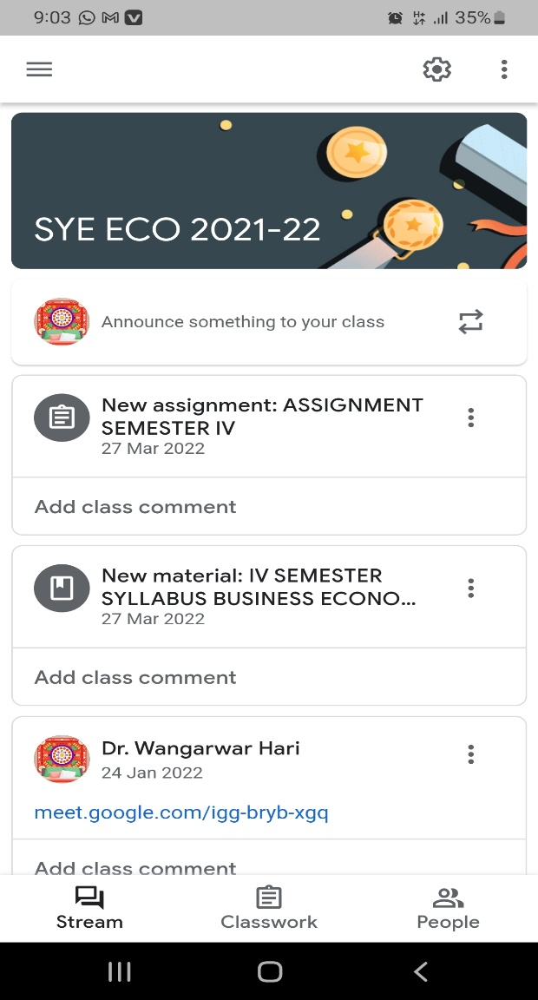 9:03
35%
SYE ECO 2021-22
Announce something to your class
New assignment: ASSIGNMENT
SEMESTER IV
27 Mar 2022
Add class comment
New material: IV SEMESTER
SYLLABUS BUSINESS ECONO...
27 Mar 2022
Add class comment
Dr. Wangarwar Hari
24 Jan 2022
meet.google.com/igg-bryb-xgq
Add class comment
Stream Classwork People